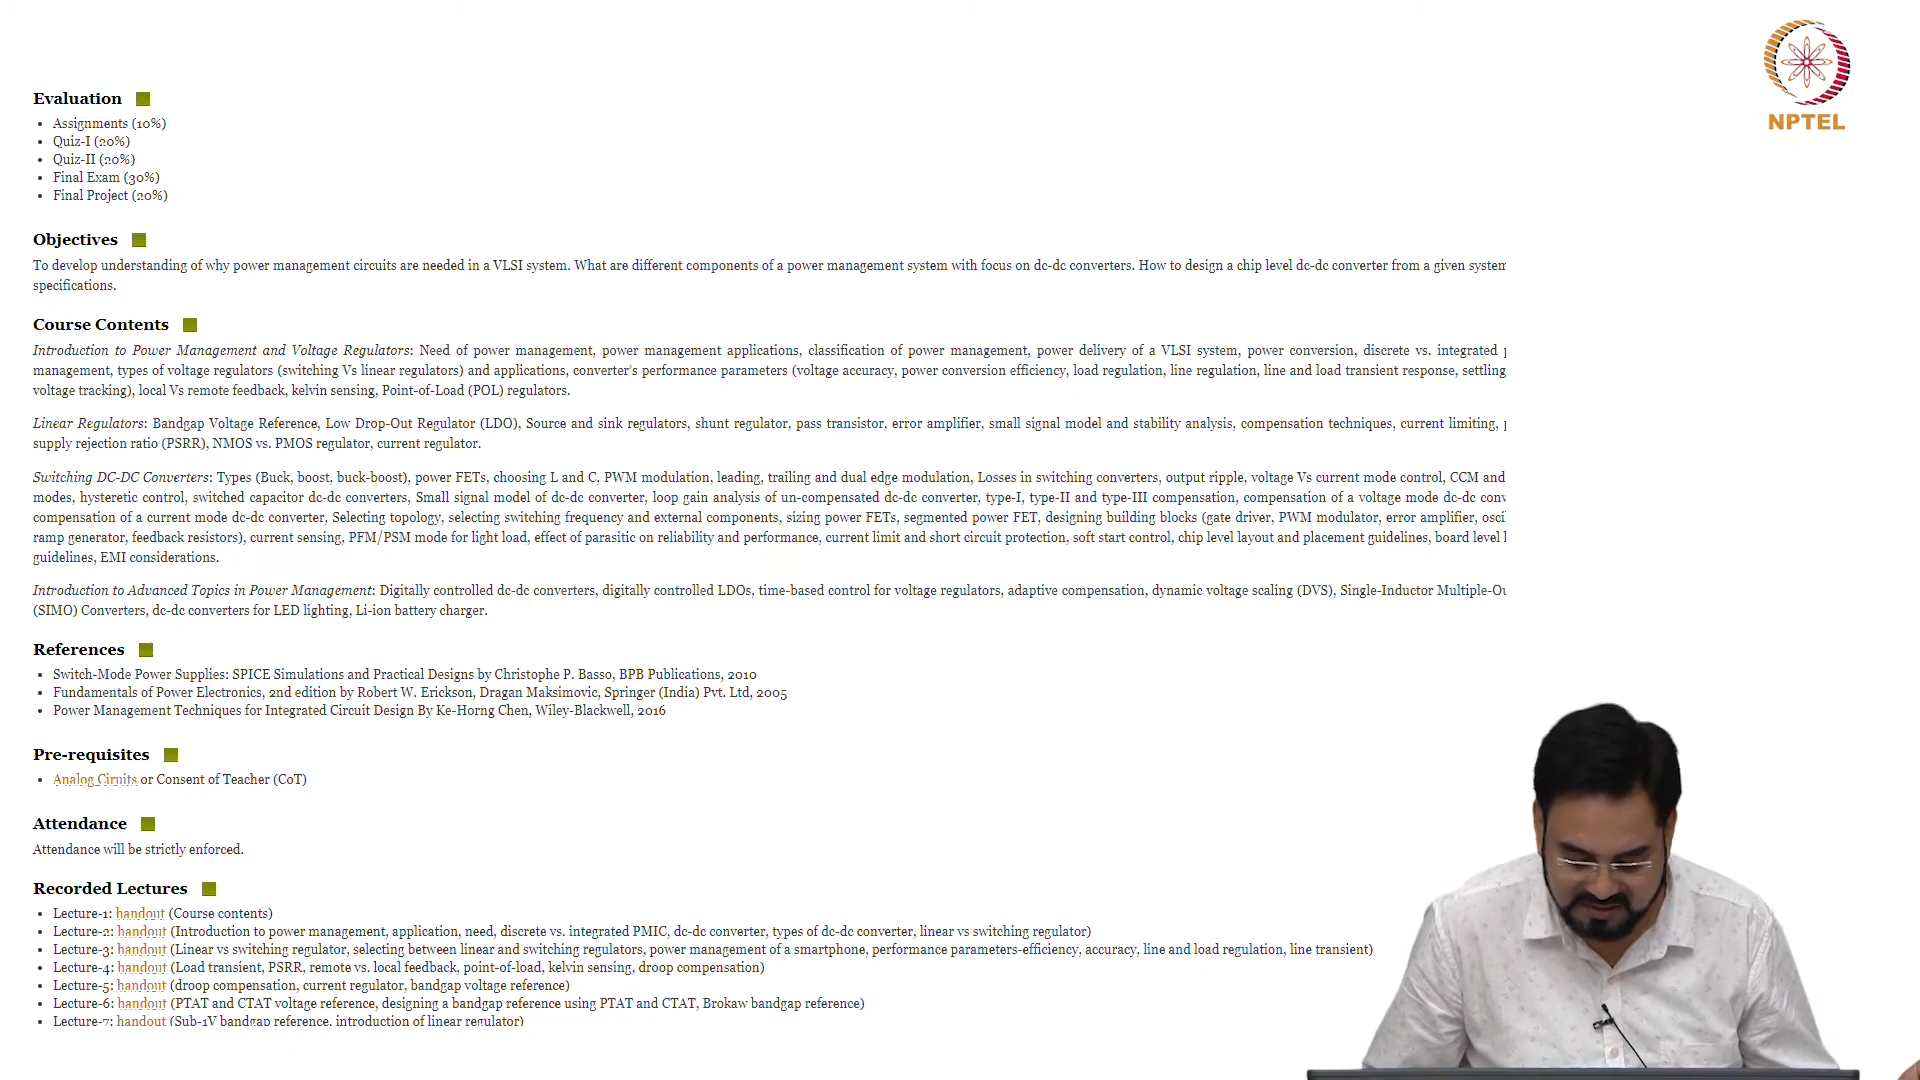 NPTEL
Evaluation
Assignments (10%)
Quiz-I (20%)
Quiz-II (20%)
Final Exam (30%)
Final Project (20%)
Objectives
To develop understanding of why power management circuits are needed in a VLSI system. What are different components of a power management system with focus on dc-dc converters. How to design a chip level dc-dc converter from a given system
specifications.
Course Contents
Introduction to Power Management and Voltage Regulators: Need of power management, power management applications, classification of power management, power delivery of a VLSI system, power conversion, discrete vs. integrated
management, types of voltage regulators (switching Vs linear regulators) and applications, converter's performance parameters (voltage accuracy, power conversion efficiency, load regulation, line regulation, line and load transient response, settling
voltage tracking), local Vs remote feedback, kelvin sensing, Point-of-Load (POL) regulators.
Linear Regulators: Bandgap Voltage Reference, Low Drop-Out Regulator (LDO), Source and sink regulators, shunt regulator, pass transistor, error amplifier, small signal model and stability analysis, compensation techniques, current limiting,
supply rejection ratio (PSRR), NMOS vs. PMOS regulator, current regulator.
Switching DC-DC Converters: Types (Buck, boost, buck-boost), power FETs, choosing L and C, PWM modulation, leading, trailing and dual edge modulation, Losses in switching converters, output ripple, voltage Vs current mode control, CCM and
modes, hysteretic control, switched capacitor dc-dc converters, Small signal model of dc-dc converter, loop gain analysis of un-compensated dc-dc converter, type-I, type-II and type-III compensation, compensation of a voltage mode dc-dc conv
compensation of a current mode dc-dc converter, Selecting topology, selecting switching frequency and external components, sizing power FETs, segmented power FET, designing building blocks (gate driver, PWM modulator, error amplifier, osci
ramp generator, feedback resistors), current sensing, PFM/PSM mode for light load, effect of parasitic on reliability and performance, current limit and short circuit protection, soft start control, chip level layout and placement guidelines, board level
guidelines, EMI considerations.
Introduction to Advanced Topics in Power Management: Digitally controlled dc-dc converters, digitally controlled LDOs, time-based control for voltage regulators, adaptive compensation, dynamic voltage scaling (DVS), Single-Inductor Multiple-Ou
(SIMO) Converters, dc-dc converters for LED lighting, Li-ion battery charger.
References
Switch-Mode Power Supplies: SPICE Simulations and Practical Designs by Christophe P. Basso, BPB Publications, 2010
Fundamentals of Power Electronics, 2nd edition by Robert W. Erickson, Dragan Maksimovic, Springer (India) Pvt. Ltd, 2005
Power Management Techniques for Integrated Circuit Design By Ke-Horng Chen, Wiley-Blackwell, 2016
Pre-requisites
Analog Ciruits or Consent of Teacher (CoT)
Attendance
Attendance will be strictly enforced.
Recorded Lectures
Lecture-1: handout (Course contents)
Lecture-2: handout (Introduction to power management, application, need, discrete vs. integrated PMIC, dc-dc converter, types of dc-dc converter, linear vs switching regulator)
Lecture-3: handout (Linear vs switching regulator, selecting between linear and switching regulators, power management of a smartphone, performance parameters-efficiency, accuracy, line and load regulation, line transient)
Lecture-4: handout (Load transient, PSRR, remote vs. local feedback, point-of-load, kelvin sensing, droop compensation)
Lecture-5: handout (droop compensation, current regulator, bandgap voltage reference)
Lecture-6: handout (PTAT and CTAT voltage reference, designing a bandgap reference using PTAT and CTAT, Brokaw bandgap reference)
Lecture-7: handout (Sub-1V bandgap reference, introduction of linear regulator)